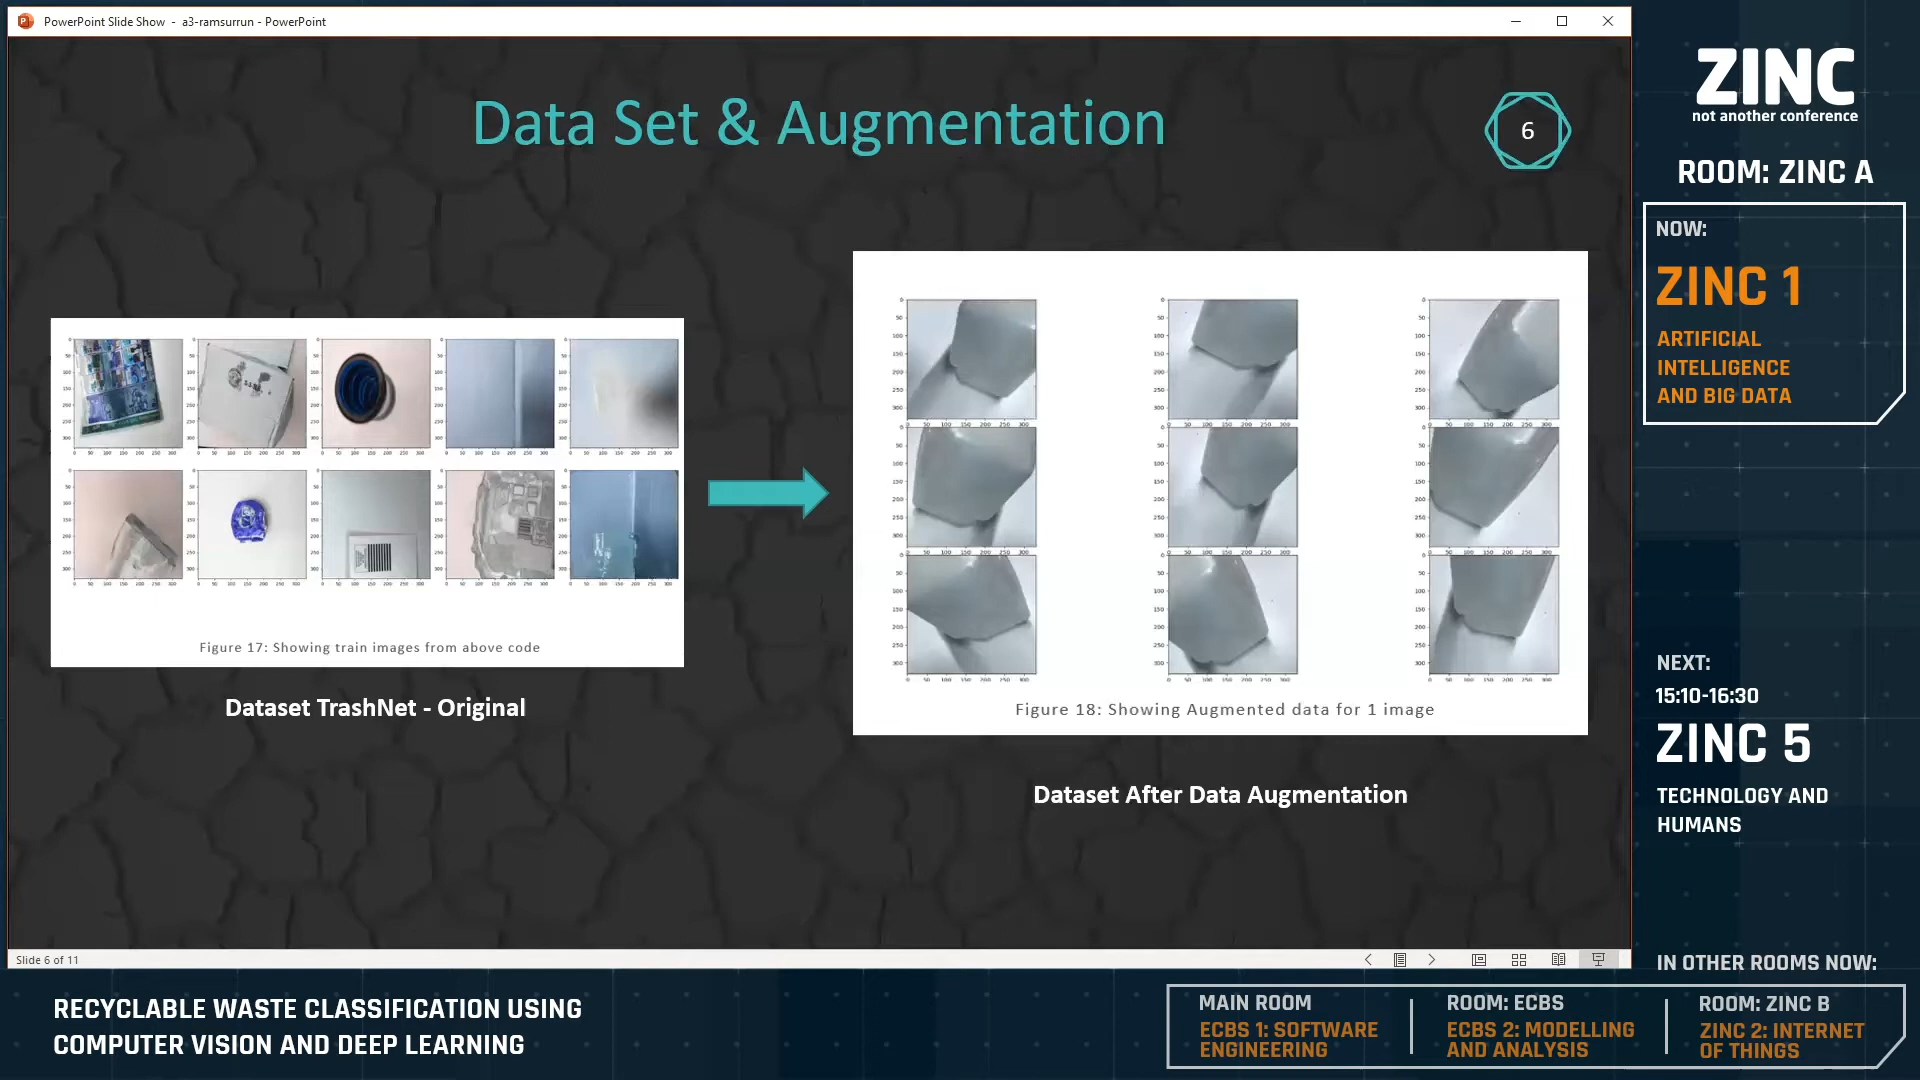 PowerPoint Slide Show - a3-ramsurrun - PowerPoint
Data Set & Augmentation
6
Figure 17: Showing train images from above code
Dataset TrashNet - Original
Figure 18: Showing Augmented data for 1 image
Dataset After Data Augmentation
Slide 6 of 11
ZINC
not another conference
ROOM: ZINC A
NOW:
ZINC 1
ARTIFICIAL
INTELLIGENCE
AND BIG DATA
NEXT:
15:10-16:30
ZINC 5
TECHNOLOGY AND
HUMANS
IN OTHER ROOMS NOW:
RECYCLABLE WASTE CLASSIFICATION USING
COMPUTER VISION AND DEEP LEARNING
MAIN ROOM
ECBS 1: SOFTWARE
ENGINEERING
ROOM: ECBS
ECBS 2: MODELLING
AND ANALYSIS
ROOM: ZINC B
ZINC 2: INTERNET
OF THINGS